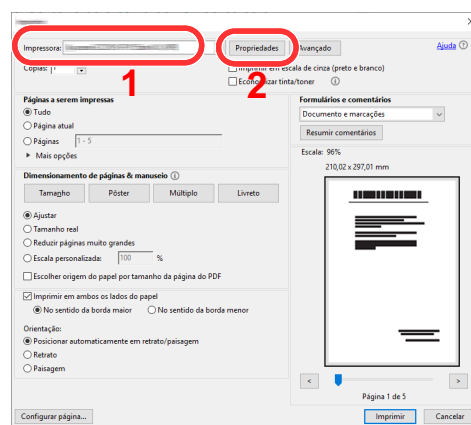 Impressora:
Propriedades
Avançado
Ajuda
1
2
Cópias: 1
Imprimir em escala de cinza (preto e branco)
Economizar tinta/toner
Páginas a serem impressas
Tudo
Página atual
Páginas 1 - 5
Mais opções
Formulários e comentários
Documento e marcações
Resumir comentários
Escala: 96%
210,02 x 297,01 mm
Dimensionamento de páginas & manuseio
Tamanho Pôster Múltiplo Livreto
Ajustar
Tamanho real
Reduzir páginas muito grandes
Escala personalizada: 100 %
Escolher origem do papel por tamanho da página do PDF
Imprimir em ambos os lados do papel
No sentido da borda maior No sentido da borda menor
Orientação:
Posicionar automaticamente em retrato/paisagem
Retrato
Paisagem
< >
Página 1 de 5
Configurar página...
Imprimir
Cancelar